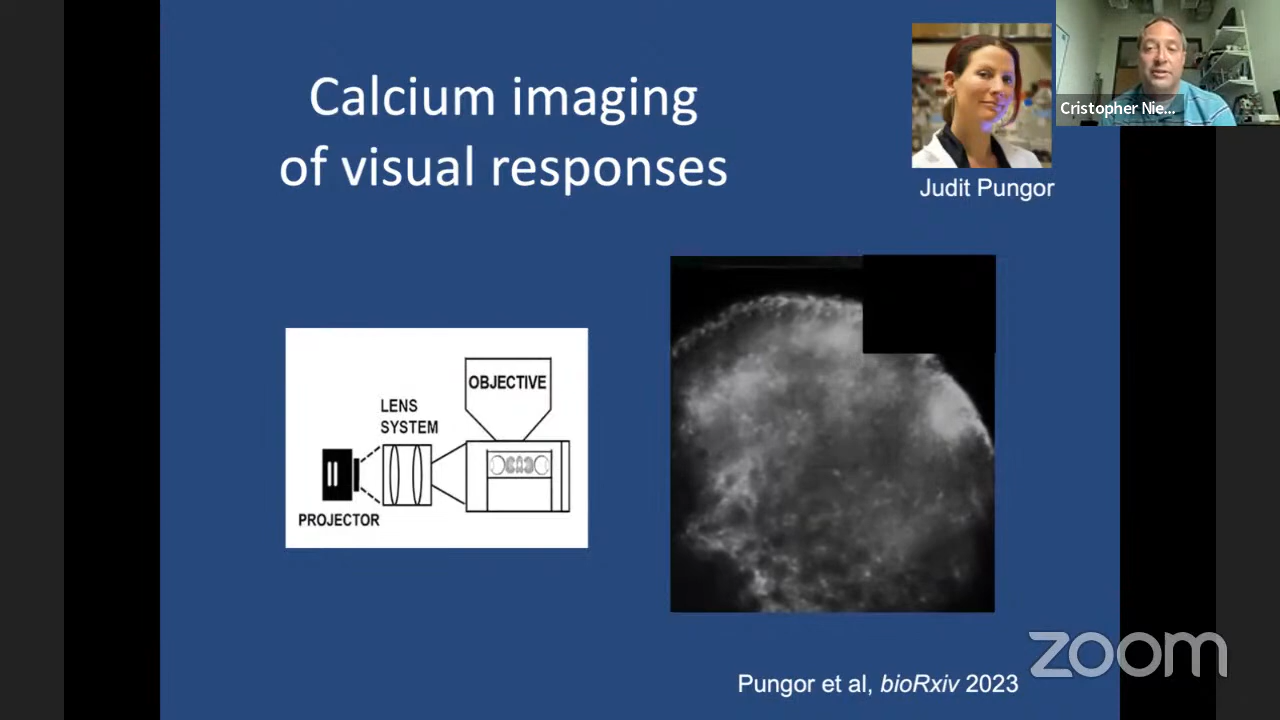 Calcium imaging
of visual responses
Cristopher Nie...
Judit Pungor
OBJECTIVE
LENS
SYSTEM
PROJECTOR
Pungor et al, bioRxiv 2023
zoom